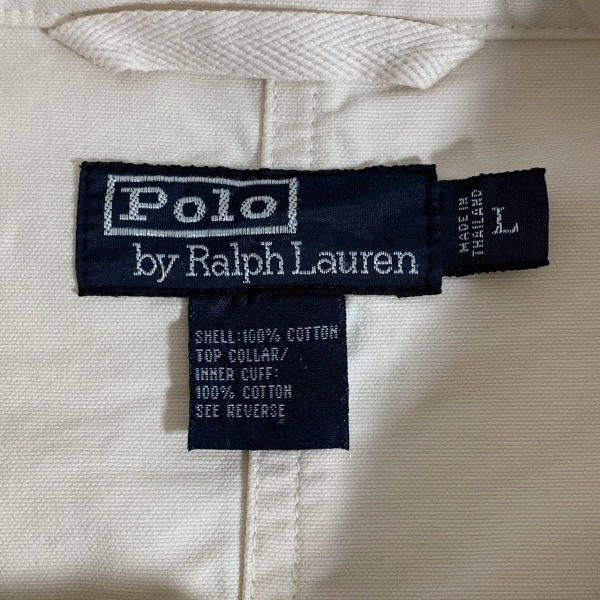 Polo
by Ralph Lauren
MADE IN
THAILAND
L
SHELL:100% COTTON
TOP COLLAR/
INNER CUFF:
100% COTTON
SEE REVERSE